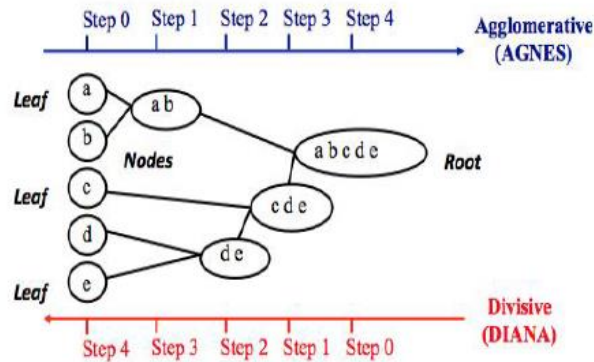 Step 0 Step 1 Step 2 Step 3 Step 4
Agglomerative
(AGNES)
Leaf
a
a b
b
Nodes
a b c d e
Root
Leaf
c
c d e
d
d e
Leaf
e
Divisive
(DIANA)
Step 4 Step 3 Step 2 Step 1 Step 0